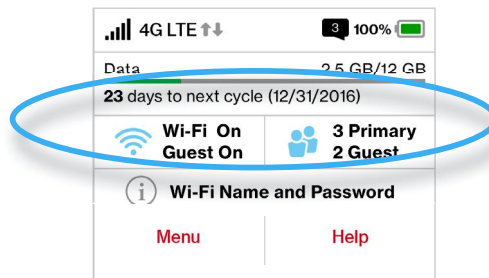 4G LTE 3 100%
Data 2.5 GB/12 GB
23 days to next cycle (12/31/2016)
Wi-Fi On 3 Primary
Guest On 2 Guest
i Wi-Fi Name and Password
Menu Help